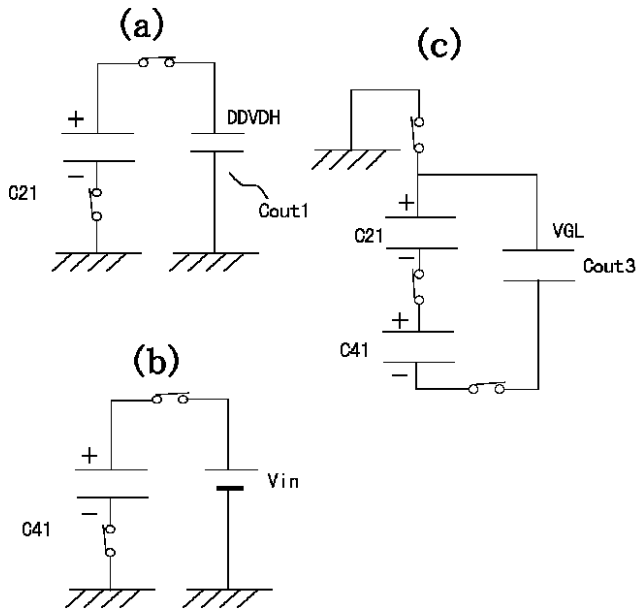 (a)
+
DDVDH
−
C21
Cout1
(b)
+
Vin
−
C41
(c)
+
C21
−
VGL
Cout3
+
C41
−